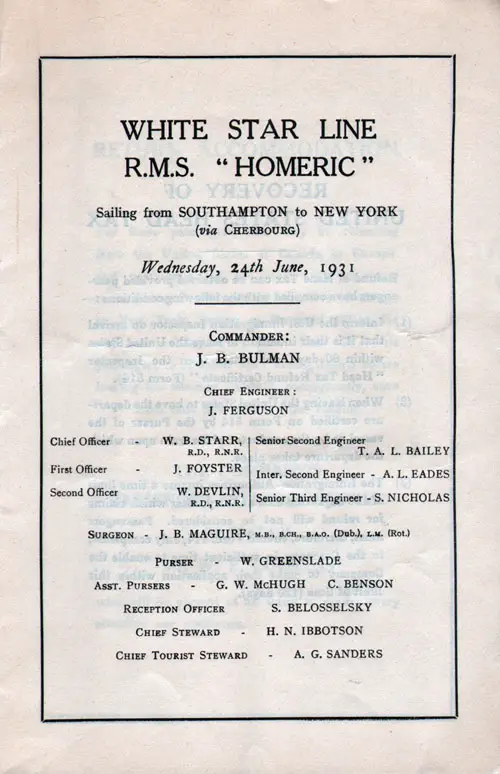 WHITE STAR LINE
R.M.S. "HOMERIC"
Sailing from SOUTHAMPTON to NEW YORK
(via CHERBOURG)
Wednesday, 24th June, 1931
COMMANDER:
J. B. BULMAN
CHIEF ENGINEER:
J. FERGUSON
Chief Officer - W. B. STARR,
R.D., R.N.R.
First Officer - J. FOYSTER
Second Officer W. DEVLIN,
R.D., R.N.R.
Senior Second Engineer
T. A. L. BAILEY
Inter. Second Engineer - A. L. EADES
Senior Third Engineer - S. NICHOLAS
SURGEON - J. B. MAGUIRE, M.B., B.CH., B.A.O. (Dub.), L.M. (Rot.)
PURSER - W. GREENSLADE
ASST. PURSERS - G. W. McHUGH C. BENSON
RECEPTION OFFICER S. BELOSSELSKY
CHIEF STEWARD - H. N. IBBOTSON
CHIEF TOURIST STEWARD - A. G. SANDERS